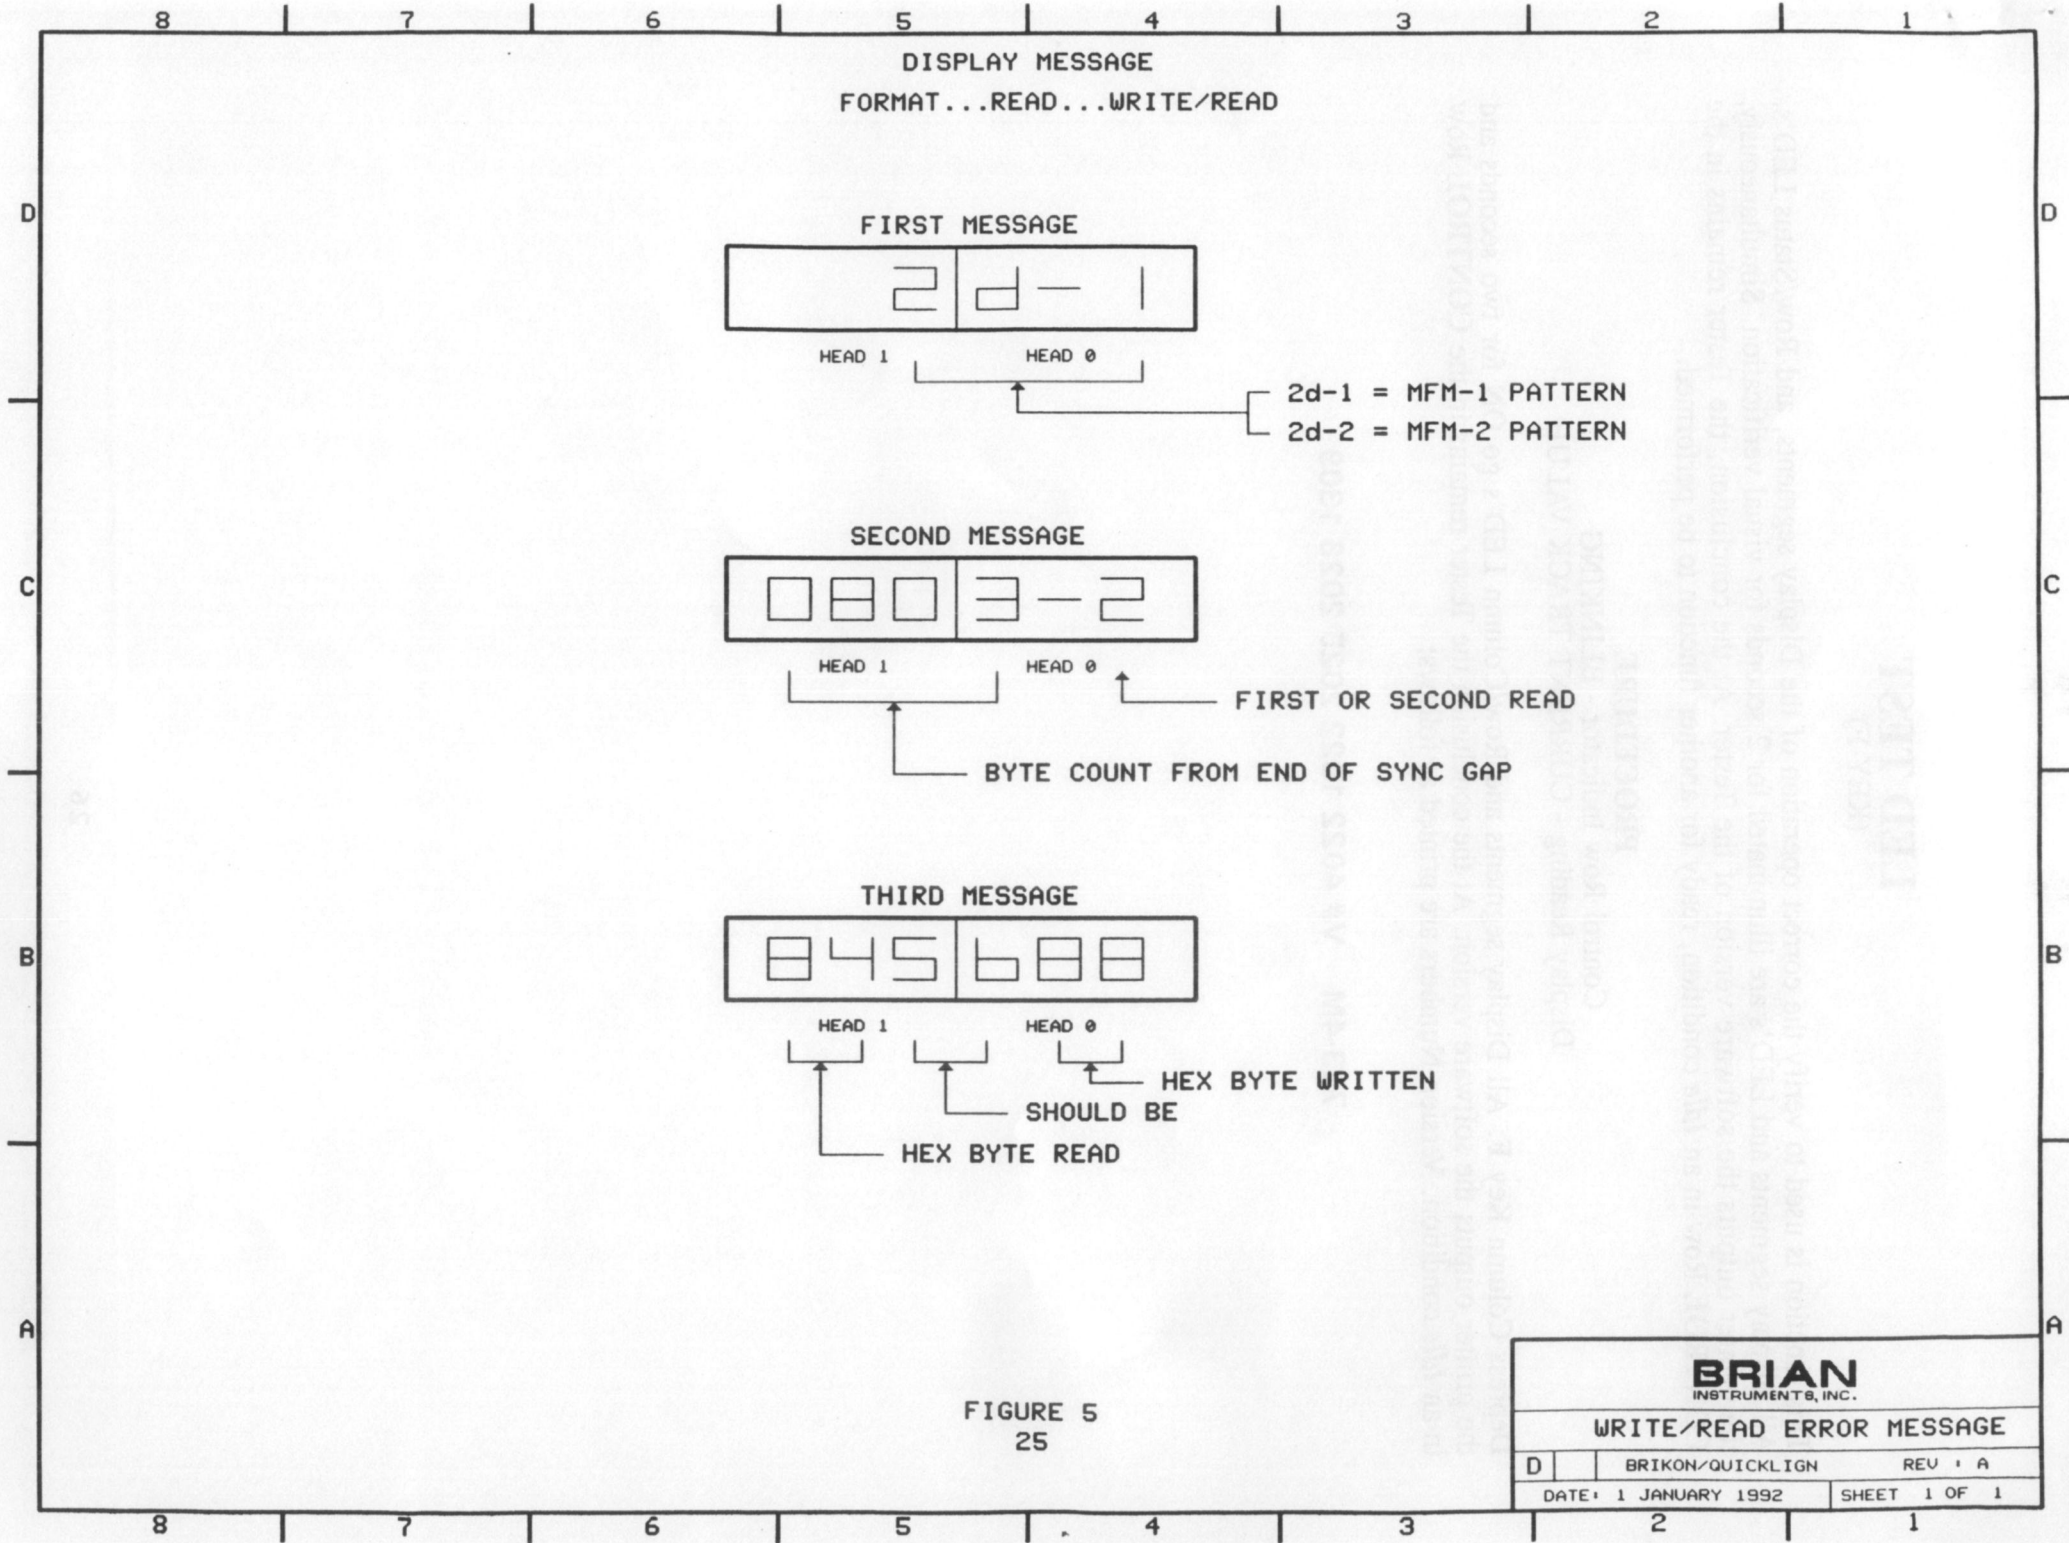 8 7 6 5 4 3 2 1
DISPLAY MESSAGE
FORMAT...READ...WRITE/READ
D D
FIRST MESSAGE
2d-1
HEAD 1 HEAD 0
2d-1 = MFM-1 PATTERN
2d-2 = MFM-2 PATTERN
SECOND MESSAGE
C C
0803-2
HEAD 1 HEAD 0
FIRST OR SECOND READ
BYTE COUNT FROM END OF SYNC GAP
THIRD MESSAGE
B B
845b88
HEAD 1 HEAD 0
HEX BYTE WRITTEN
SHOULD BE
HEX BYTE READ
A A
FIGURE 5
25
BRIAN
INSTRUMENTS, INC.
WRITE/READ ERROR MESSAGE
D BRIKON/QUICKLIGN REV : A
DATE: 1 JANUARY 1992 SHEET 1 OF 1
8 7 6 5 4 3 2 1